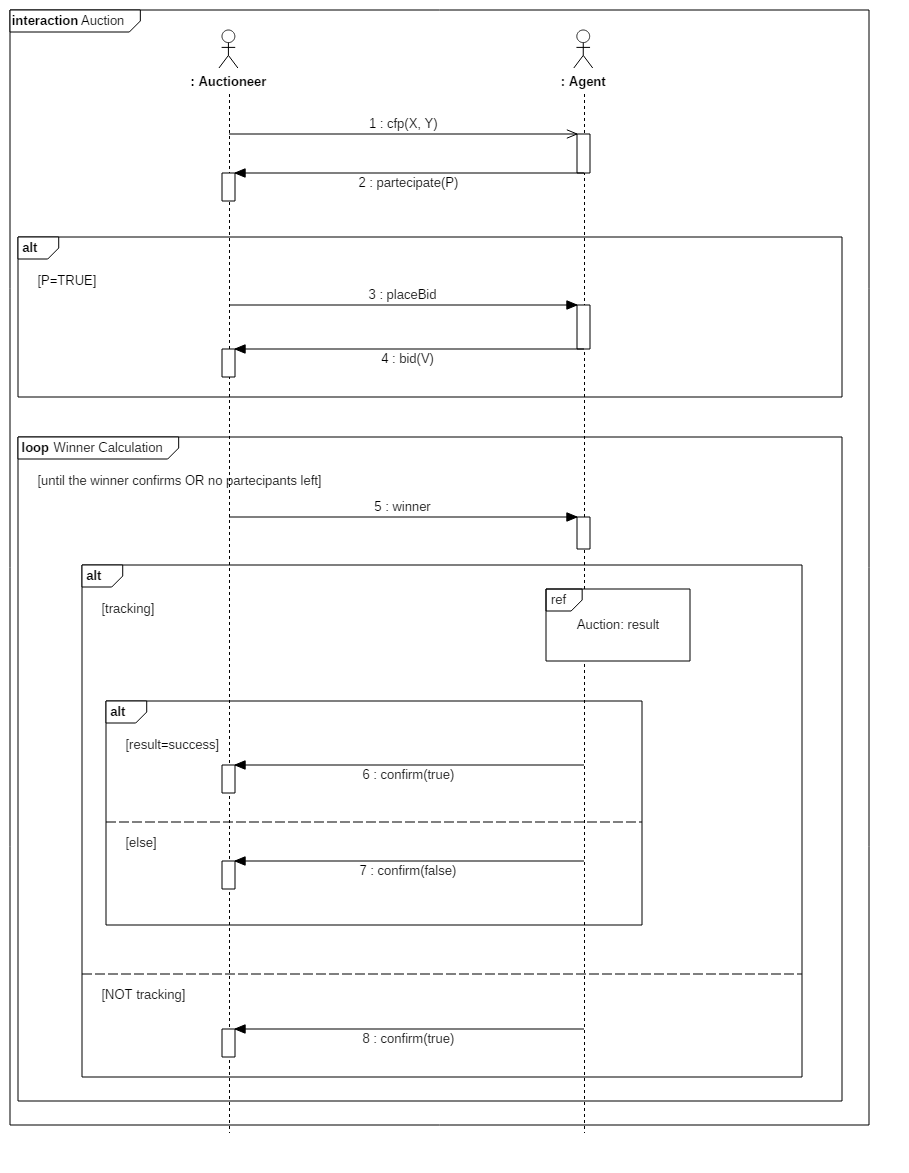 interaction Auction
: Auctioneer
: Agent
1 : cfp(X, Y)
2 : partecipate(P)
alt
[P=TRUE]
3 : placeBid
4 : bid(V)
loop Winner Calculation
[until the winner confirms OR no partecipants left]
5 : winner
alt
[tracking]
ref
Auction: result
alt
[result=success]
6 : confirm(true)
[else]
7 : confirm(false)
[NOT tracking]
8 : confirm(true)